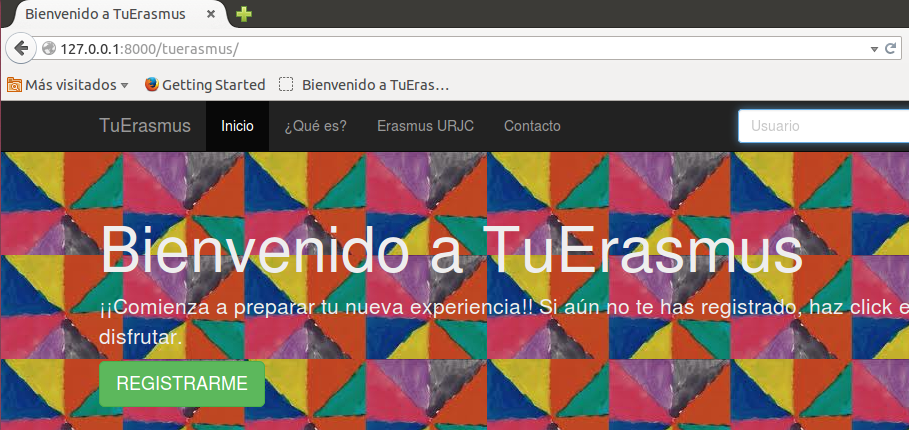 Bienvenido a TuErasmus
127.0.0.1:8000/tuerasmus/
Más visitados
Getting Started
Bienvenido a TuEras...
TuErasmus
Inicio
¿Qué es?
Erasmus URJC
Contacto
Usuario
Bienvenido a TuErasmus
¡¡Comienza a preparar tu nueva experiencia!! Si aún no te has registrado, haz click e
disfrutar.
REGISTRARME